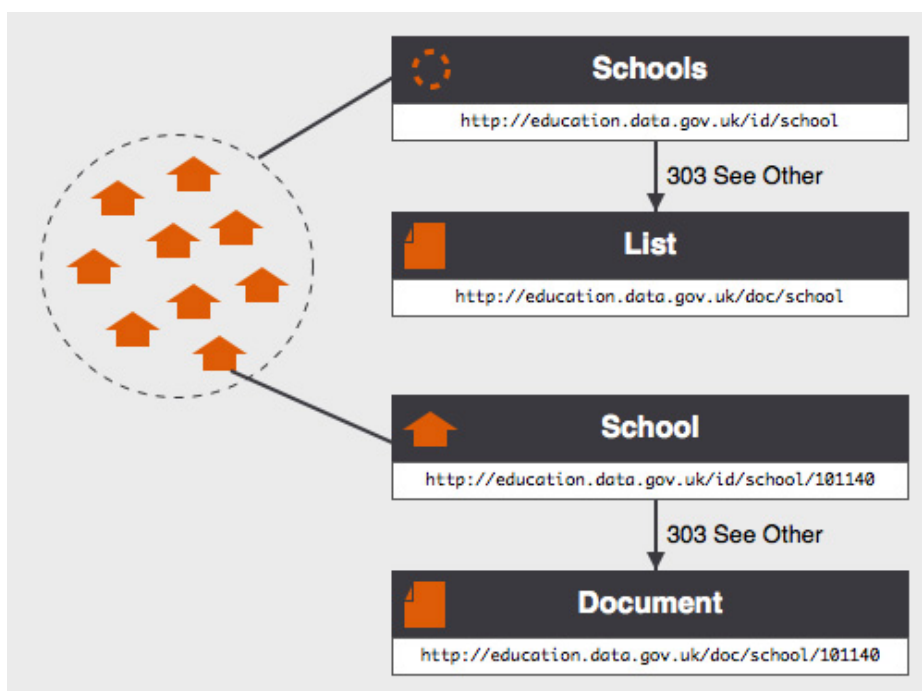 Schools
http://education.data.gov.uk/id/school
303 See Other
List
http://education.data.gov.uk/doc/school
School
http://education.data.gov.uk/id/school/101140
303 See Other
Document
http://education.data.gov.uk/doc/school/101140